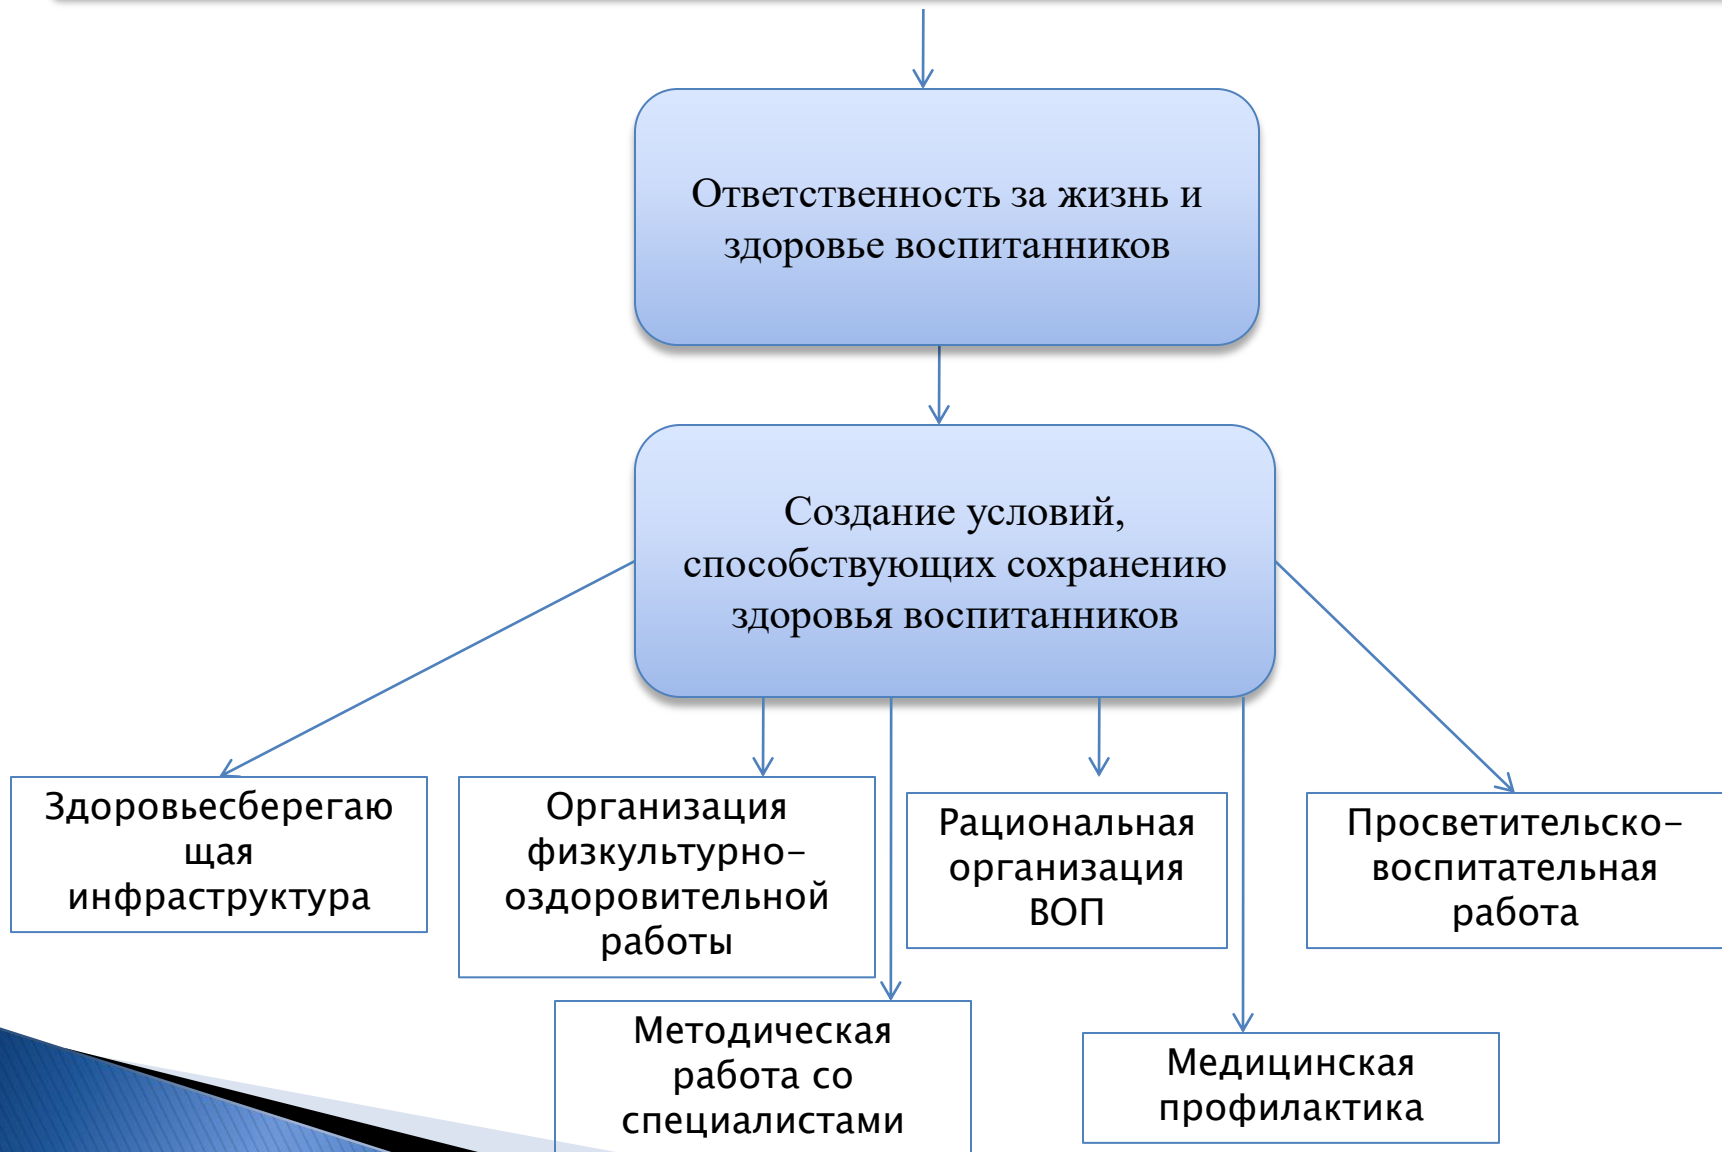 Ответственность за жизнь и
здоровье воспитанников
Создание условий,
способствующих сохранению
здоровья воспитанников
Здоровьесберегаю
щая
инфраструктура
Организация
физкультурно-
оздоровительной
работы
Рациональная
организация
ВОП
Просветительско-
воспитательная
работа
Методическая
работа со
специалистами
Медицинская
профилактика